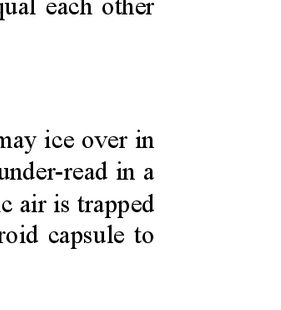 qual each other
may ice over in
under-read in a
c air is trapped
roid capsule to